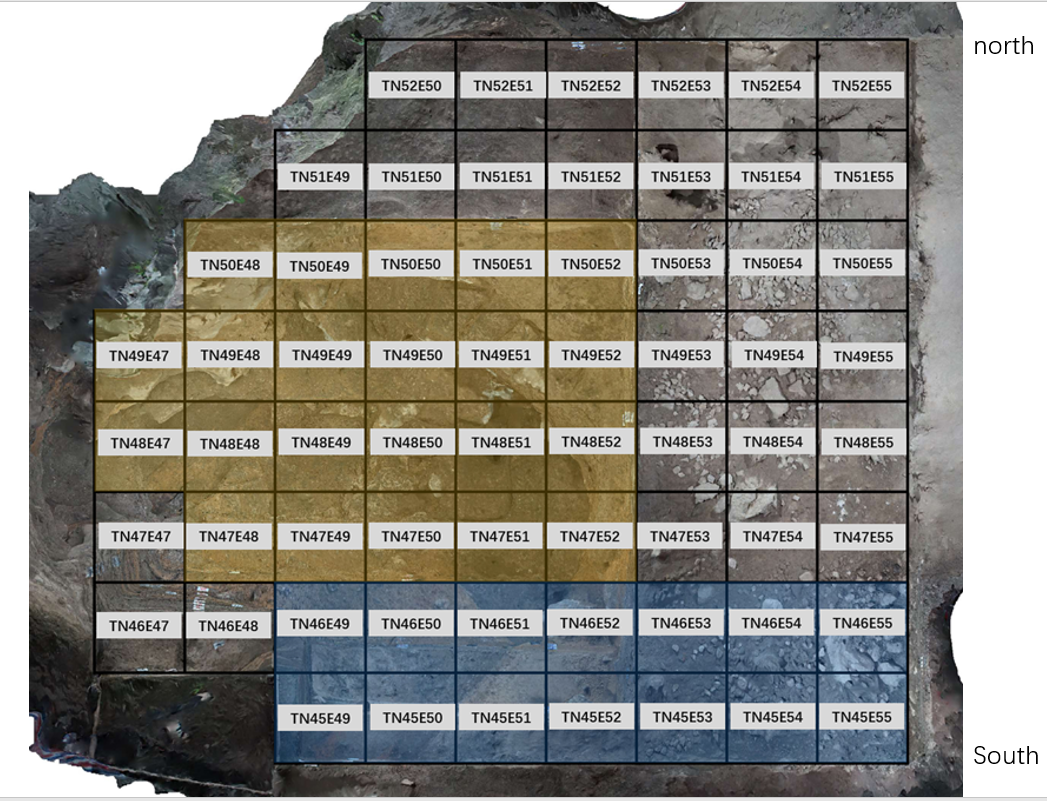 north
TN52E50 TN52E51 TN52E52 TN52E53 TN52E54 TN52E55
TN51E49 TN51E50 TN51E51 TN51E52 TN51E53 TN51E54 TN51E55
TN50E48 TN50E49 TN50E50 TN50E51 TN50E52 TN50E53 TN50E54 TN50E55
TN49E47 TN49E48 TN49E49 TN49E50 TN49E51 TN49E52 TN49E53 TN49E54 TN49E55
TN48E47 TN48E48 TN48E49 TN48E50 TN48E51 TN48E52 TN48E53 TN48E54 TN48E55
TN47E47 TN47E48 TN47E49 TN47E50 TN47E51 TN47E52 TN47E53 TN47E54 TN47E55
TN46E47 TN46E48 TN46E49 TN46E50 TN46E51 TN46E52 TN46E53 TN46E54 TN46E55
TN45E49 TN45E50 TN45E51 TN45E52 TN45E53 TN45E54 TN45E55
South